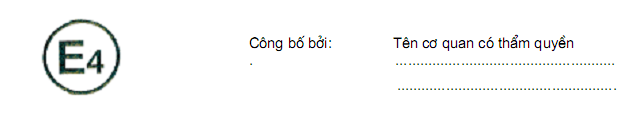 E4
Công bố bởi: Tên cơ quan có thẩm quyền
. ............................................................
............................................................